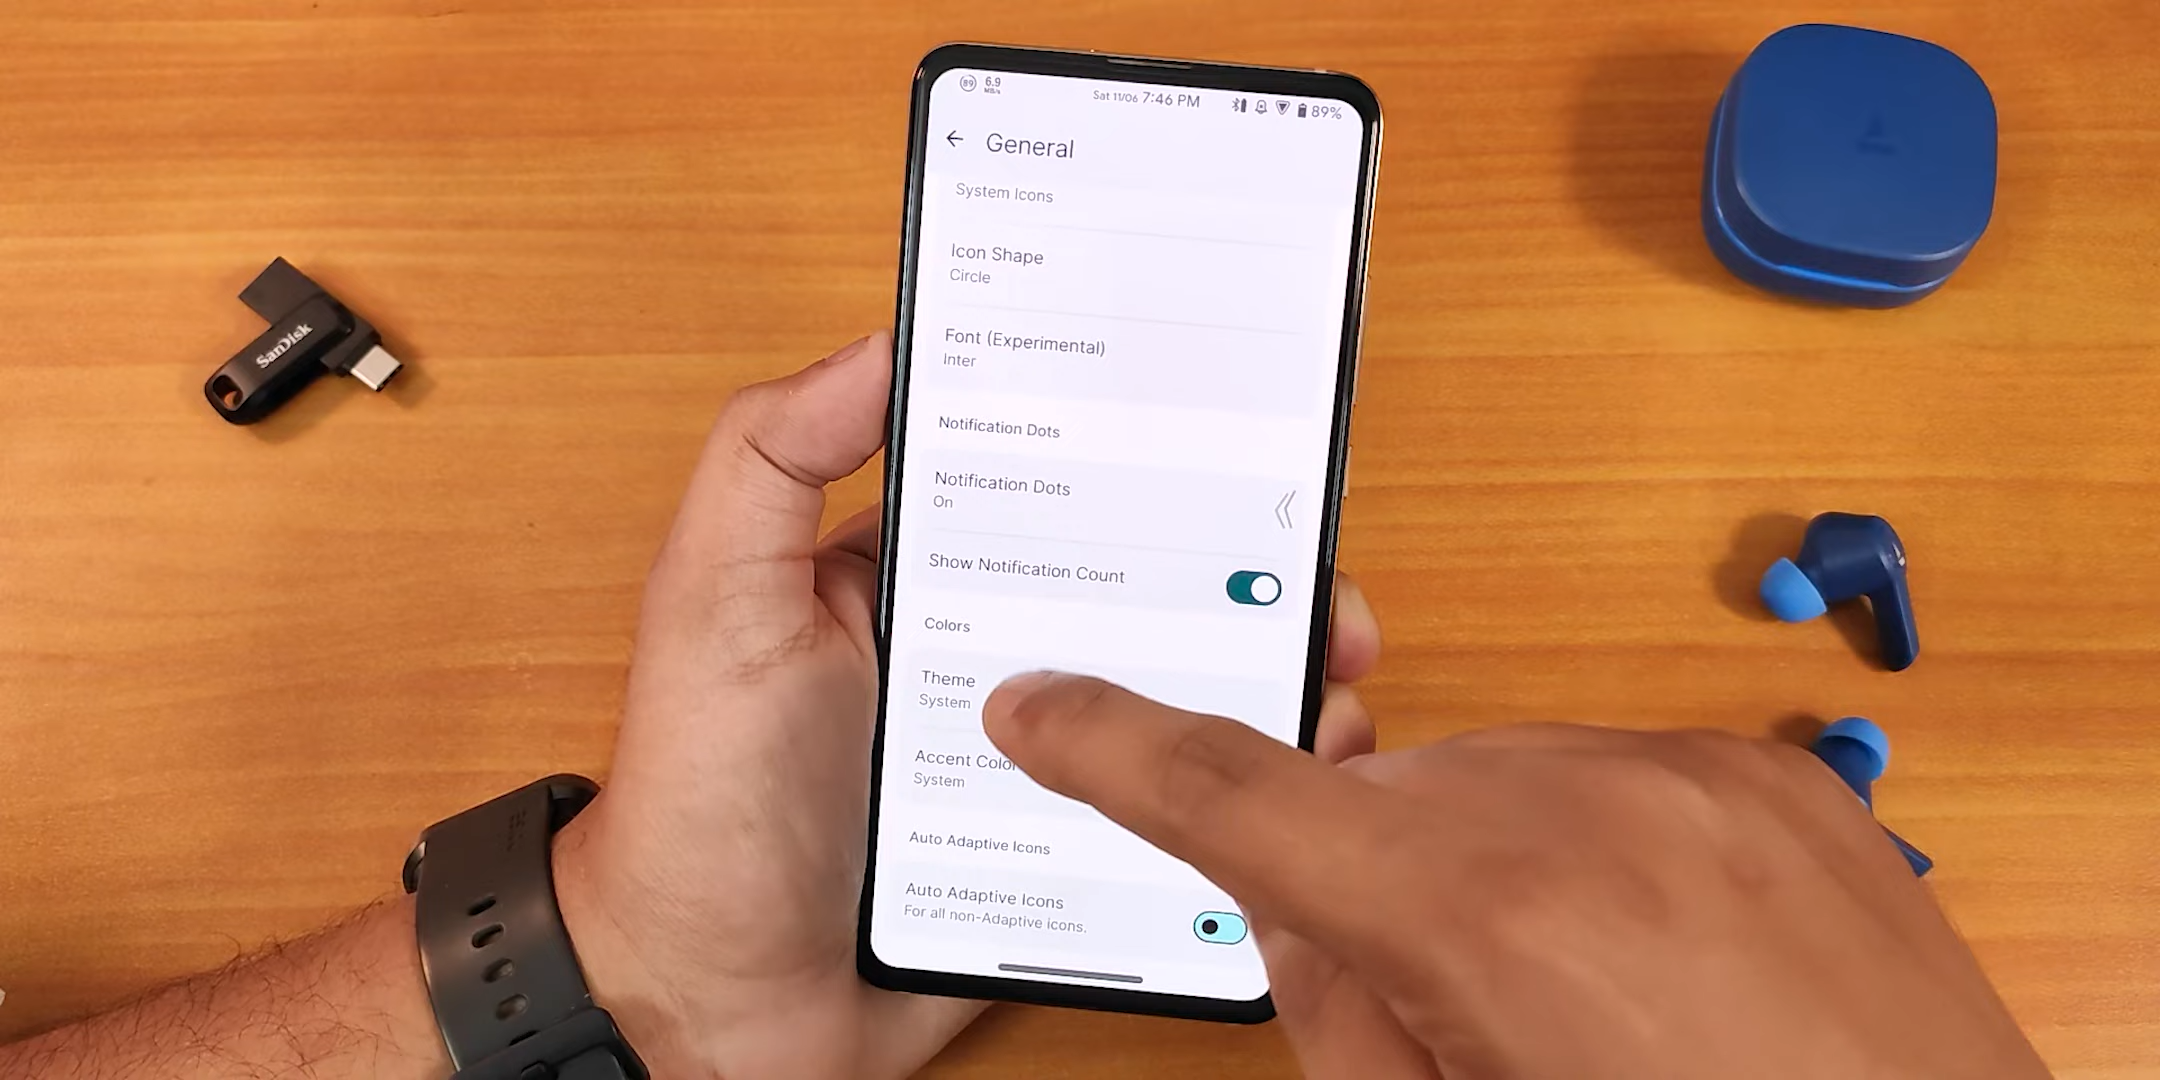 89 6.9 MB/s Sat 11/06 7:46 PM 89%
General
System Icons
Icon Shape
Circle
Font (Experimental)
Inter
Notification Dots
Notification Dots
On
Show Notification Count
Colors
Theme
System
Accent Color
System
Auto Adaptive Icons
Auto Adaptive Icons
For all non-Adaptive icons.
SanDisk